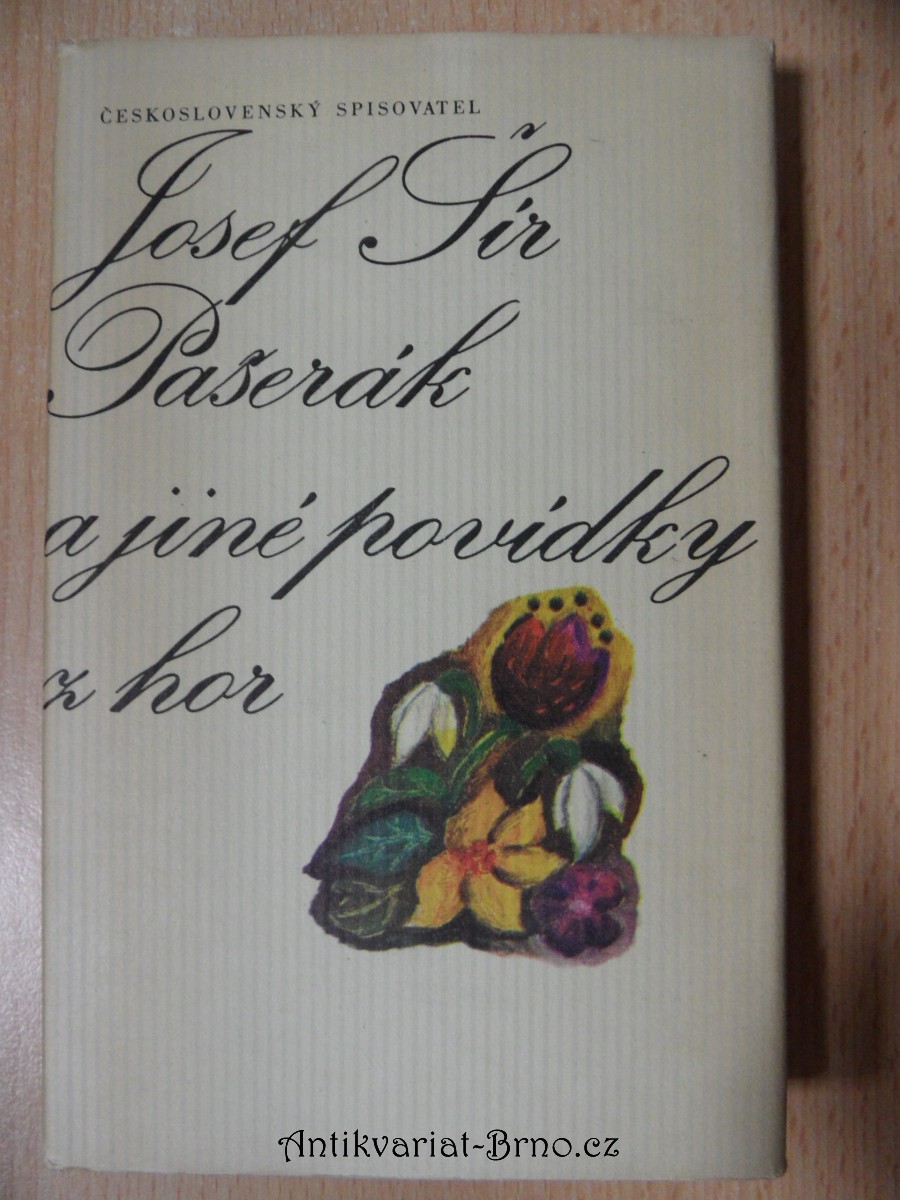 ČESKOSLOVENSKÝ SPISOVATEL
Josef Šír
Pašerák
a jiné povídky
z hor
Antikvariat-Brno.cz